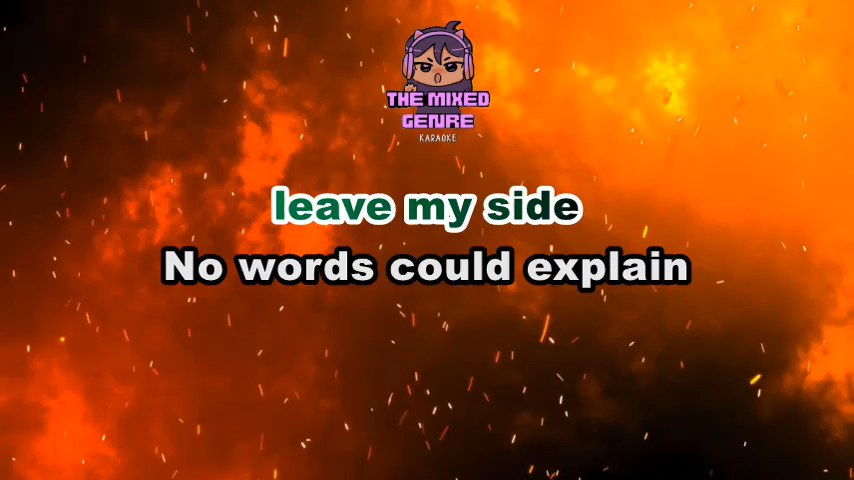 THE MIXED
GENRE
KARAOKE
leave my side
No words could explain